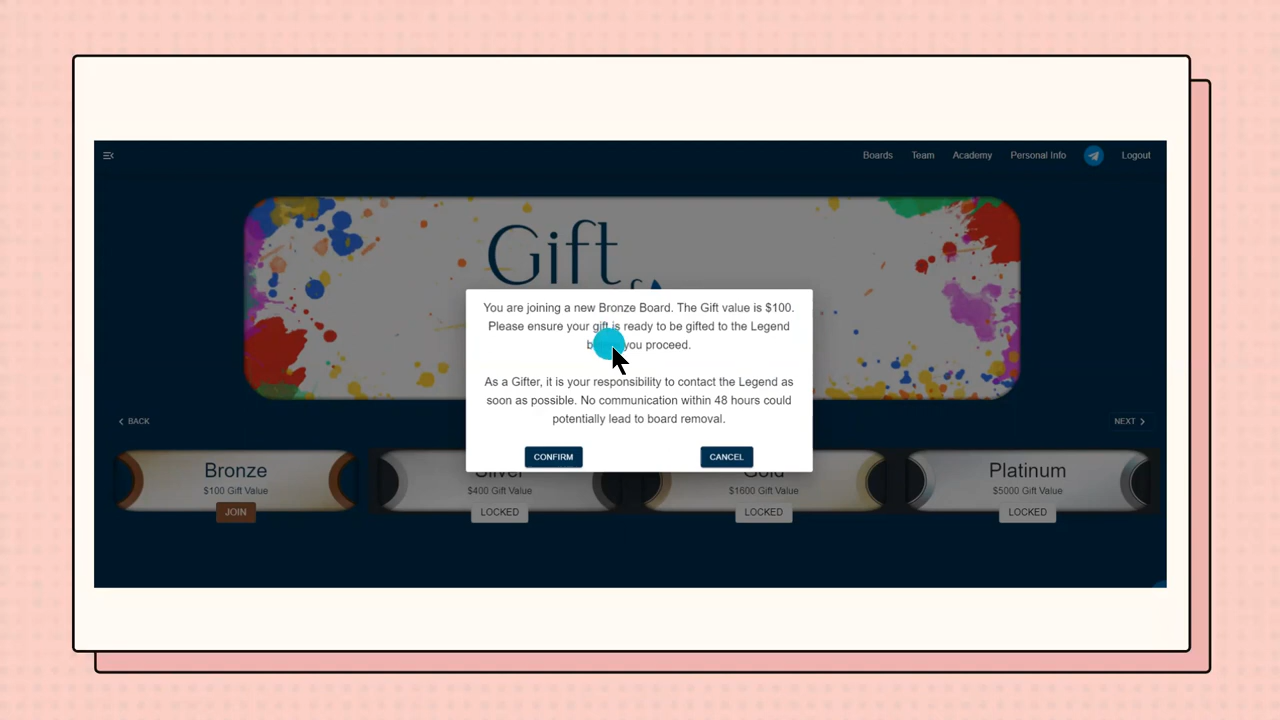 Boards Team Academy Personal Info Logout
Gift
You are joining a new Bronze Board. The Gift value is $100.
Please ensure your gift is ready to be gifted to the Legend
you proceed.
As a Gifter, it is your responsibility to contact the Legend as
soon as possible. No communication within 48 hours could
potentially lead to board removal.
CONFIRM CANCEL
BACK NEXT
Bronze Silver Gold Platinum
$100 Gift Value $400 Gift Value $1600 Gift Value $5000 Gift Value
JOIN LOCKED LOCKED LOCKED